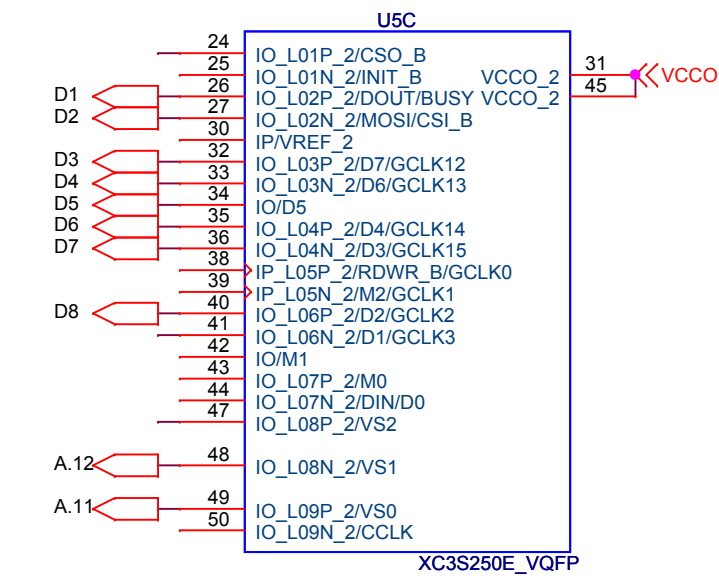 U5C
24 IO_L01P_2/CSO_B
25 IO_L01N_2/INIT_B VCCO_2 31 VCCO
D1 26 IO_L02P_2/DOUT/BUSY VCCO_2 45
D2 27 IO_L02N_2/MOSI/CSI_B
30 IP/VREF_2
D3 32 IO_L03P_2/D7/GCLK12
D4 33 IO_L03N_2/D6/GCLK13
D5 34 IO/D5
D6 35 IO_L04P_2/D4/GCLK14
D7 36 IO_L04N_2/D3/GCLK15
38 IP_L05P_2/RDWR_B/GCLK0
39 IP_L05N_2/M2/GCLK1
D8 40 IO_L06P_2/D2/GCLK2
41 IO_L06N_2/D1/GCLK3
42 IO/M1
43 IO_L07P_2/M0
44 IO_L07N_2/DIN/D0
47 IO_L08P_2/VS2
A.12 48 IO_L08N_2/VS1
A.11 49 IO_L09P_2/VS0
50 IO_L09N_2/CCLK
XC3S250E_VQFP